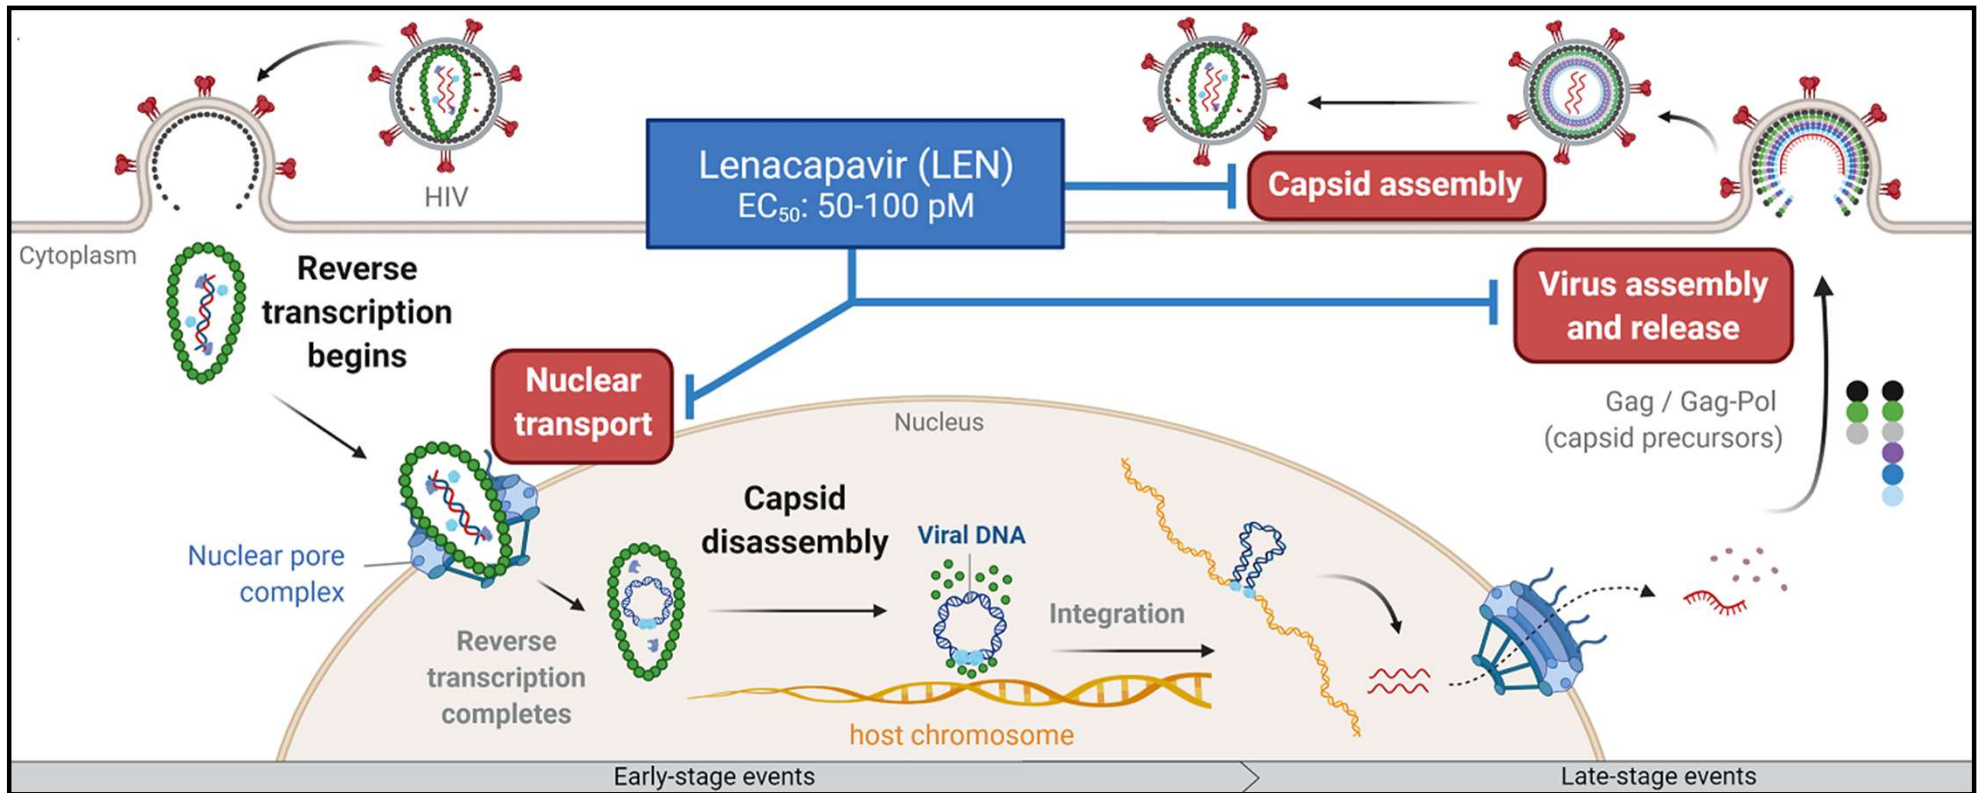 HIV
Lenacapavir (LEN)
EC₅₀: 50-100 pM
Capsid assembly
Cytoplasm
Reverse
transcription
begins
Virus assembly
and release
Nuclear
transport
Nucleus
Gag / Gag-Pol
(capsid precursors)
Capsid
disassembly
Viral DNA
Nuclear pore
complex
Integration
Reverse
transcription
completes
host chromosome
Early-stage events
Late-stage events